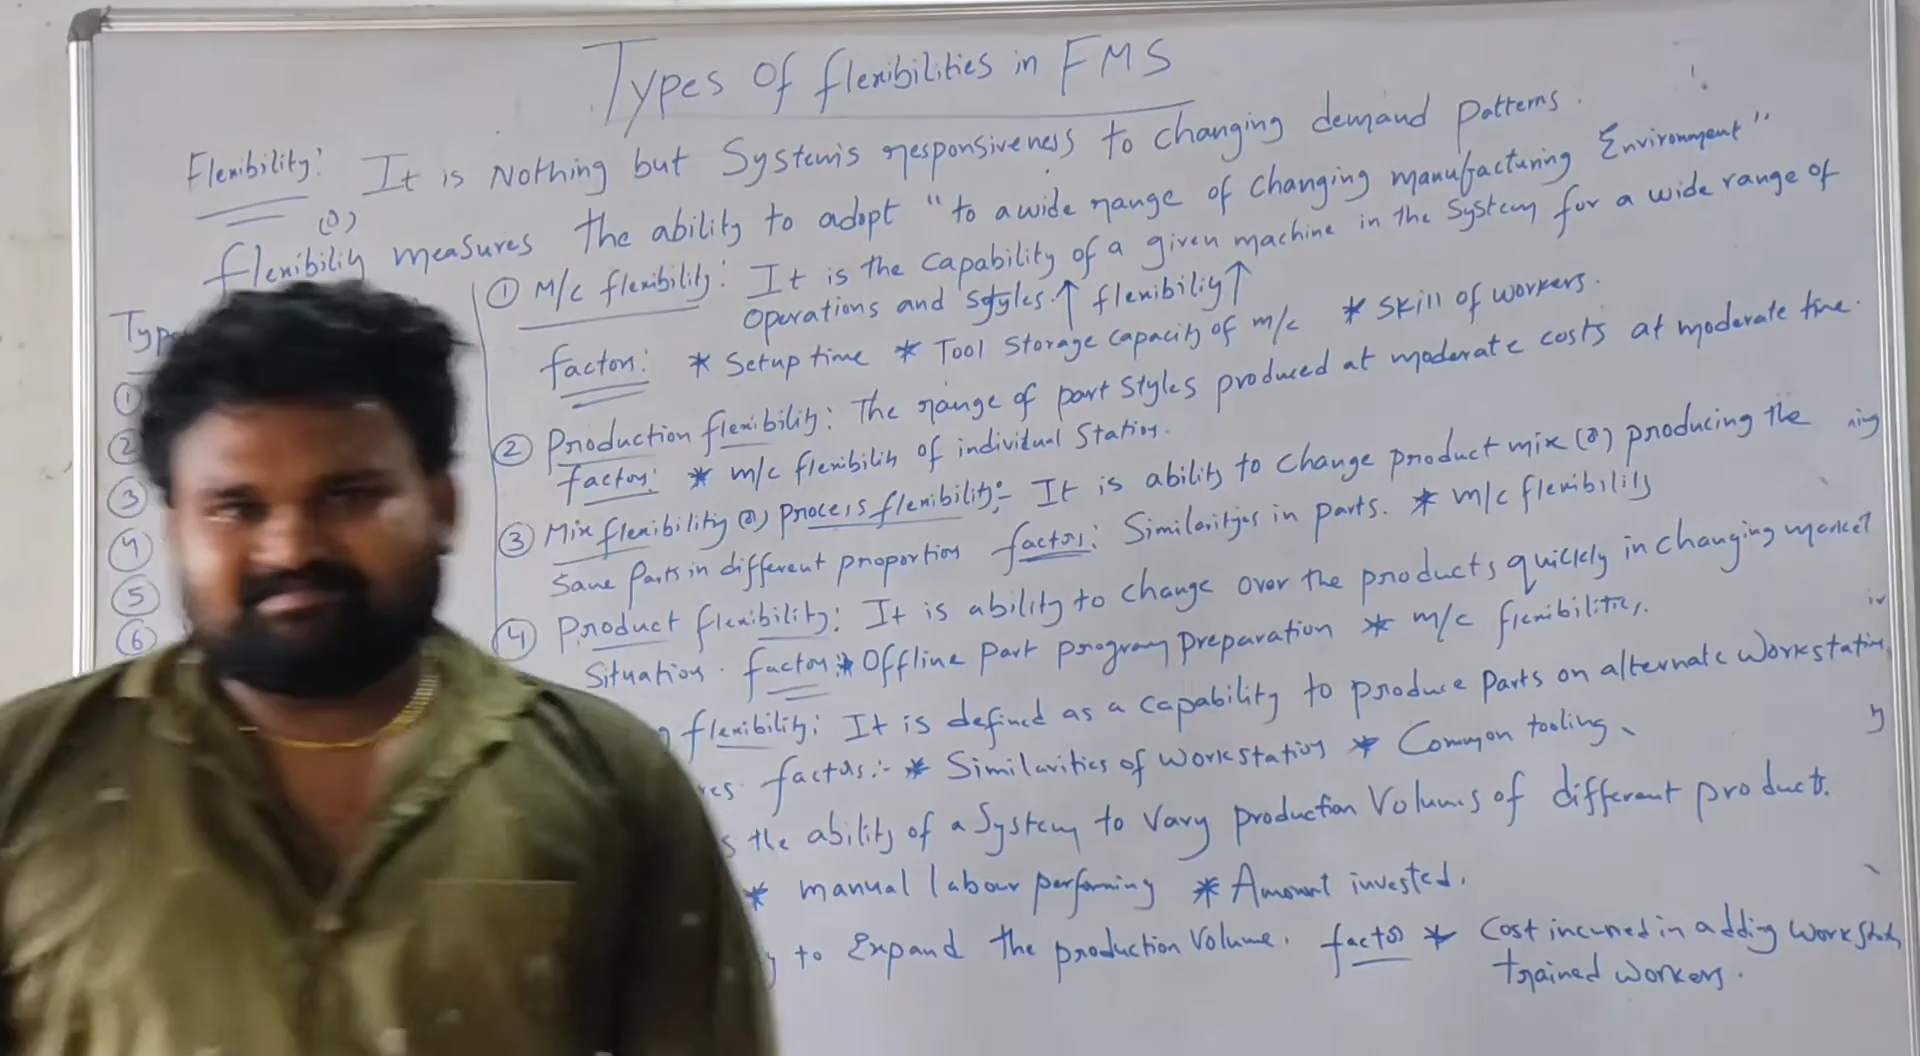 Types of flexibilities in FMS
Flexibility: It is Nothing but System's responsiveness to changing demand patterns.
(or)
flexibility measures the ability to adopt "to a wide range of changing manufacturing Environment"
Type
① M/c flexibility: It is the capability of a given machine in the system for a wide range of
operations and styles. ↑ flexibility ↑
factors: * Setup time * Tool storage capacity of m/c * skill of workers.
② Production flexibility: The range of part styles produced at moderate costs at moderate time.
factors: * m/c flexibility of individual station.
③ Mix flexibility (or) process flexibility:- It is ability to change product mix (or) producing the
same parts in different proportion factors: Similarities in parts. * m/c flexibility
④ Product flexibility: It is ability to change over the products quickly in changing market
situation. factors: * Offline part program preparation * m/c flexibilities.
flexibility: It is defined as a capability to produce parts on alternate workstation
factors:- * Similarities of workstation * Common tooling.
the ability of a system to vary production volumes of different product.
* manual labour performing * Amount invested.
to expand the production volume. factor * Cost incurred in adding
trained workers.
①
②
③
④
⑤
⑥